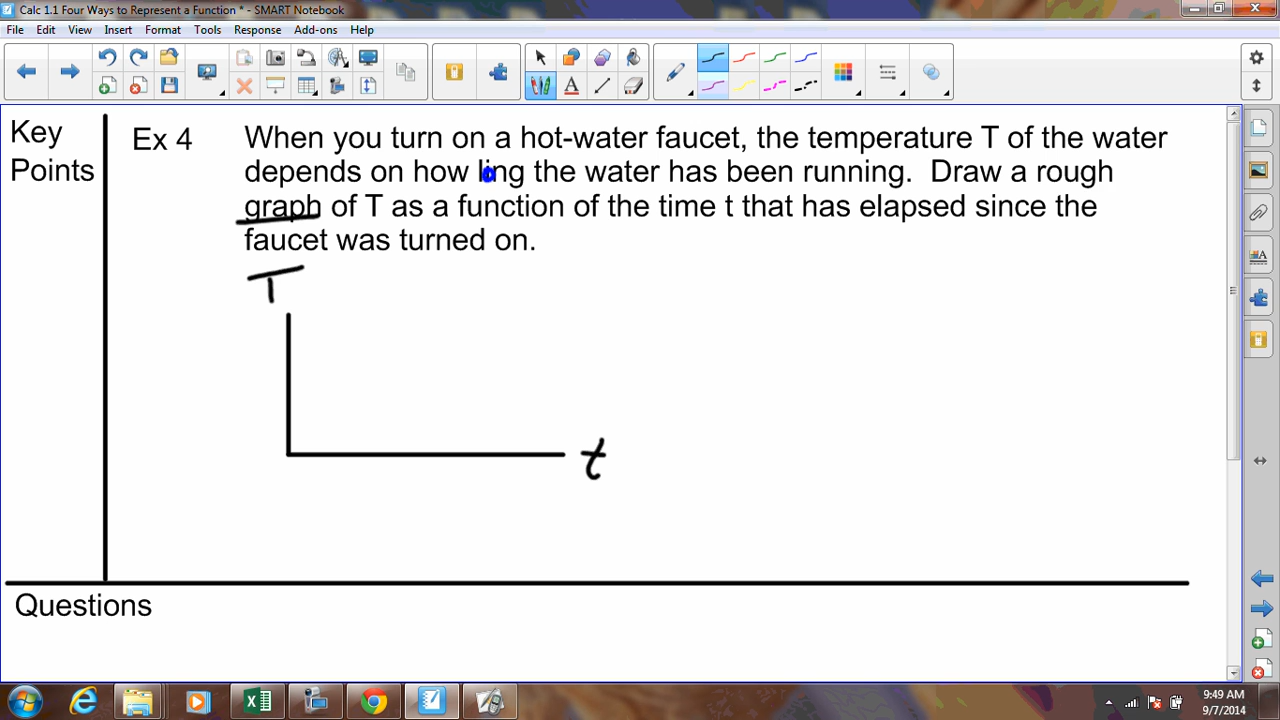 Calc 1.1 Four Ways to Represent a Function * - SMART Notebook
File Edit View Insert Format Tools Response Add-ons Help
Key Points
Ex 4 When you turn on a hot-water faucet, the temperature T of the water
depends on how long the water has been running. Draw a rough
graph of T as a function of the time t that has elapsed since the
faucet was turned on.
T
t
Questions
9:49 AM
9/7/2014